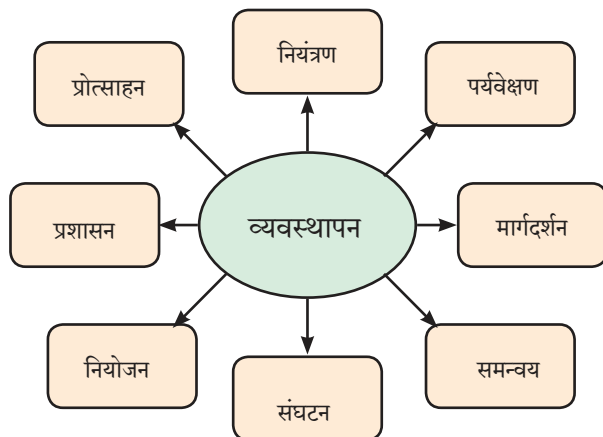 नियंत्रण
प्रोत्साहन
पर्यवेक्षण
प्रशासन
व्यवस्थापन
मार्गदर्शन
नियोजन
समन्वय
संघटन